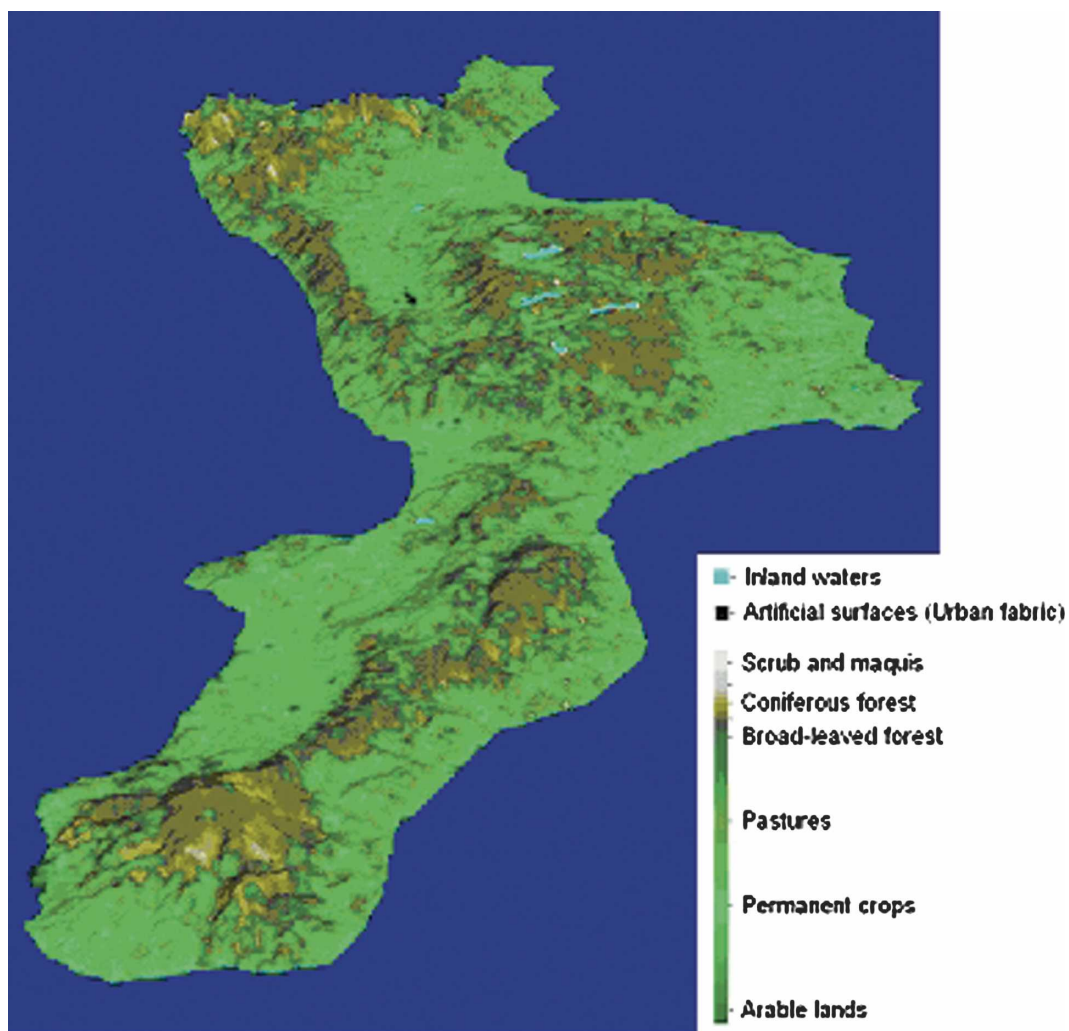 Inland waters
Artificial surfaces (Urban fabric)
Scrub and maquis
Coniferous forest
Broad-leaved forest
Pastures
Permanent crops
Arable lands